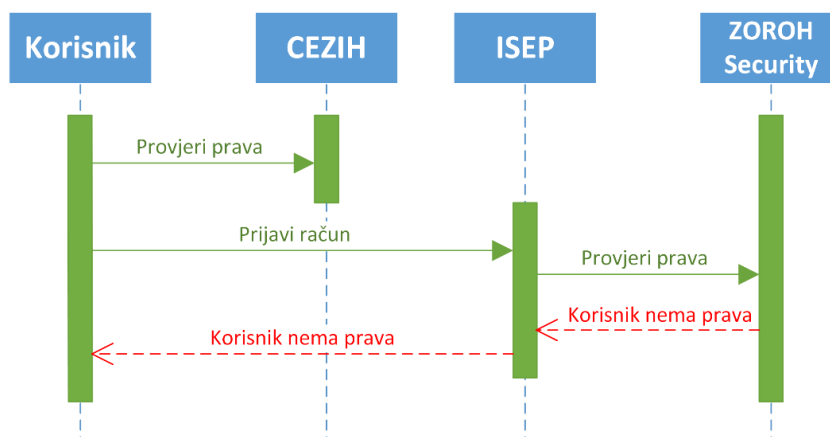 Korisnik
CEZIH
ISEP
ZOROH
Security
Provjeri prava
Prijavi račun
Provjeri prava
Korisnik nema prava
Korisnik nema prava